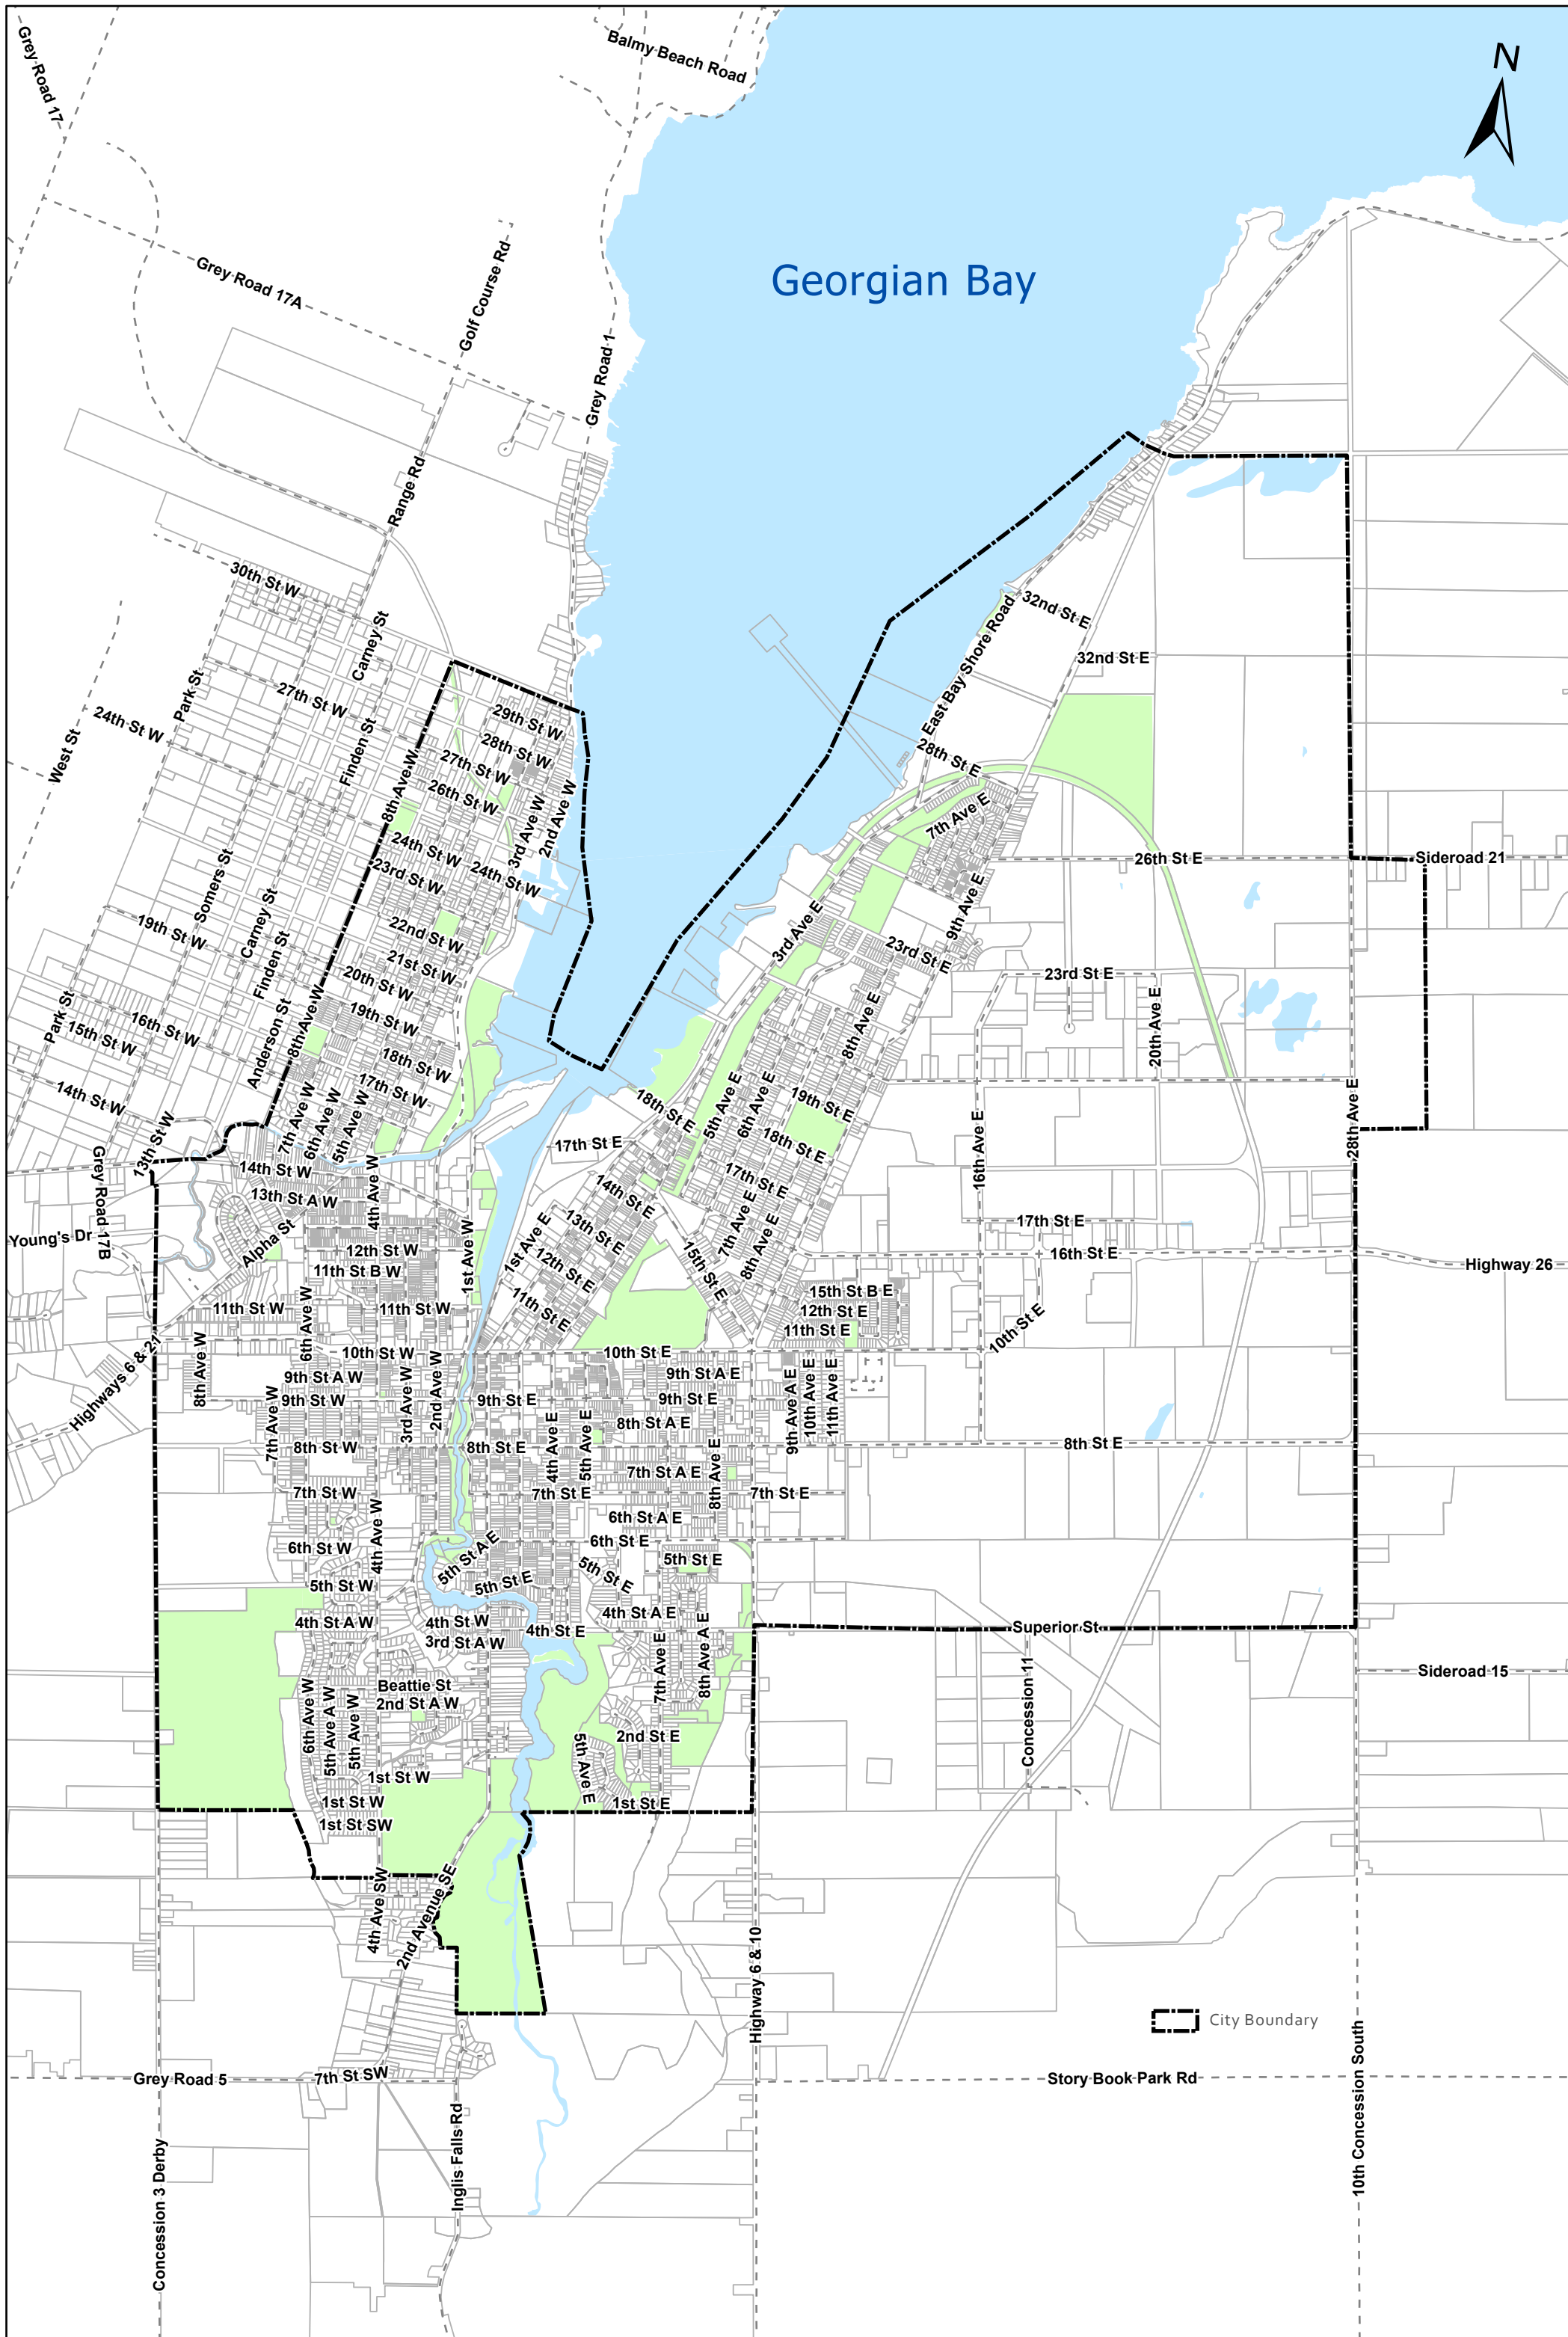 Grey Road 17
Balmy Beach Road
N
Grey Road 17A
Golf Course Rd
Georgian Bay
Grey Road 1
Range Rd
30th St W
Carney St
32nd St E
East Bay Shore Road
32nd St E
Park St
27th St W
29th St W
24th St W
Finden St
28th St W
West St
8th Ave W
27th St W
28th St E
26th St W
3rd Ave W
2nd Ave W
7th Ave E
24th St W
26th St E
Sideroad 21
23rd St W
24th St W
Somers St
Carney St
9th Ave E
19th St W
22nd St W
3rd Ave E
23rd St E
Finden St
21st St W
20th St W
23rd St E
Park St
16th St W
15th St W
Anderson St
8th Ave W
19th St W
8th Ave E
20th Ave E
18th St W
14th St W
17th St W
7th Ave W
6th Ave W
5th Ave W
18th St E
5th Ave E
6th Ave E
19th St E
28th Ave E
13th St W
17th St E
18th St E
16th Ave E
Grey Road 17B
14th St W
4th Ave W
13th St A W
17th St E
14th St E
Young's Dr
Alpha St
13th St E
7th Ave E
17th St E
12th St W
1st Ave W
1st Ave E
15th St E
8th Ave E
16th St E
Highway 26
11th St B W
12th St E
11th St W
11th St W
11th St E
15th St B E
12th St E
10th St E
11th St E
6th Ave W
Highways 6 & 21
8th Ave W
10th St W
10th St E
9th St A W
3rd Ave W
2nd Ave W
9th St A E
9th Ave A E
10th Ave E
11th Ave E
9th St W
9th St E
9th St E
7th Ave W
8th St A E
8th St W
8th St E
4th Ave E
5th Ave E
8th St E
7th St A E
8th Ave E
7th St W
7th St E
7th St E
4th Ave W
6th St A E
6th St W
6th St E
5th St A E
5th St E
5th St W
5th St E
5th St E
4th St A W
4th St W
4th St A E
4th St E
Superior St
3rd St A W
8th Ave A E
7th Ave E
Sideroad 15
Concession 11
Beattie St
6th Ave W
5th Ave A W
5th Ave W
2nd St A W
2nd St E
5th Ave E
1st St W
1st St W
1st St E
1st St SW
4th Ave SW
2nd Avenue SE
Highway 6 & 10
City Boundary
Grey Road 5
7th St SW
Story Book Park Rd
10th Concession South
Inglis Falls Rd
Concession 3 Derby